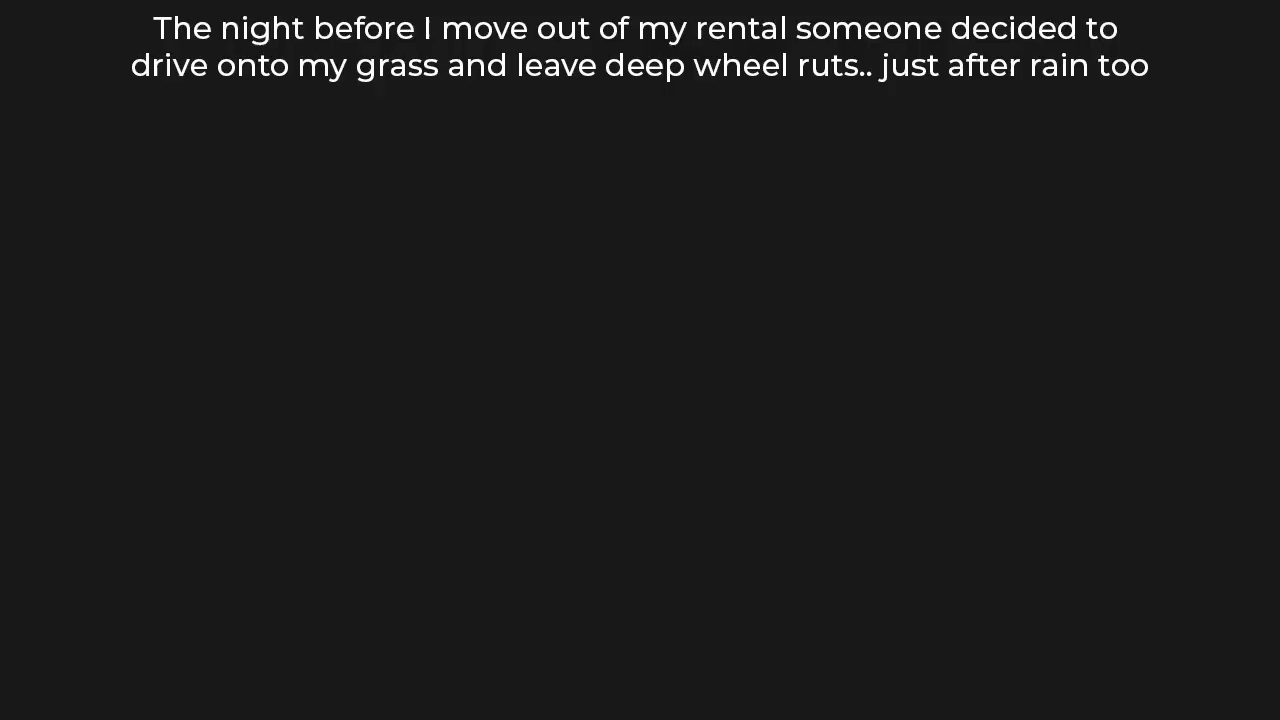 The night before I move out of my rental someone decided to
drive onto my grass and leave deep wheel ruts.. just after rain too